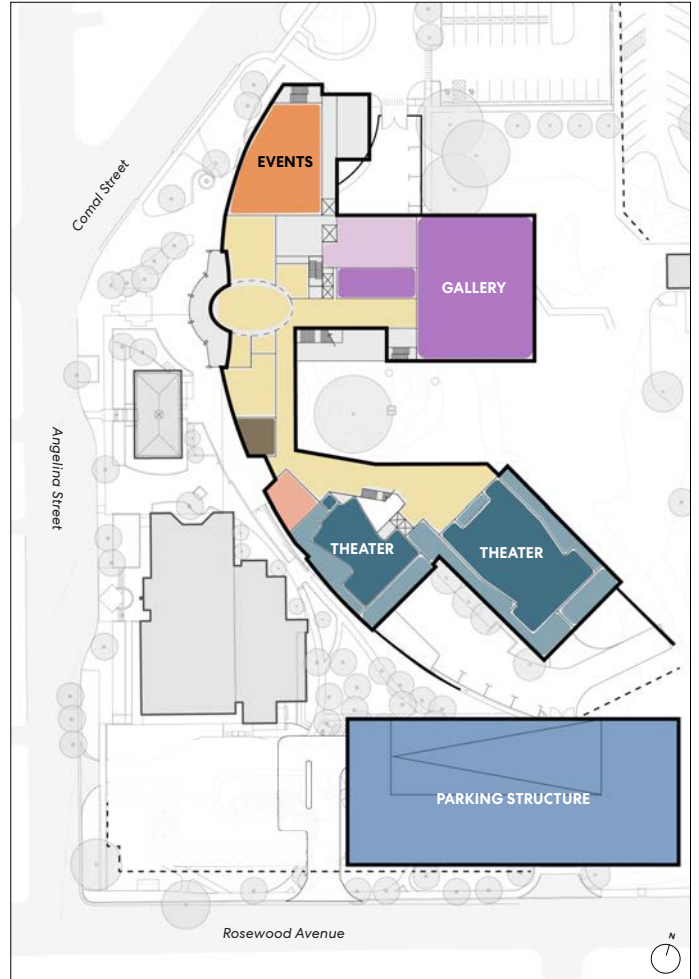 Comal Street
EVENTS
GALLERY
Angelina Street
THEATER
THEATER
PARKING STRUCTURE
Rosewood Avenue
N